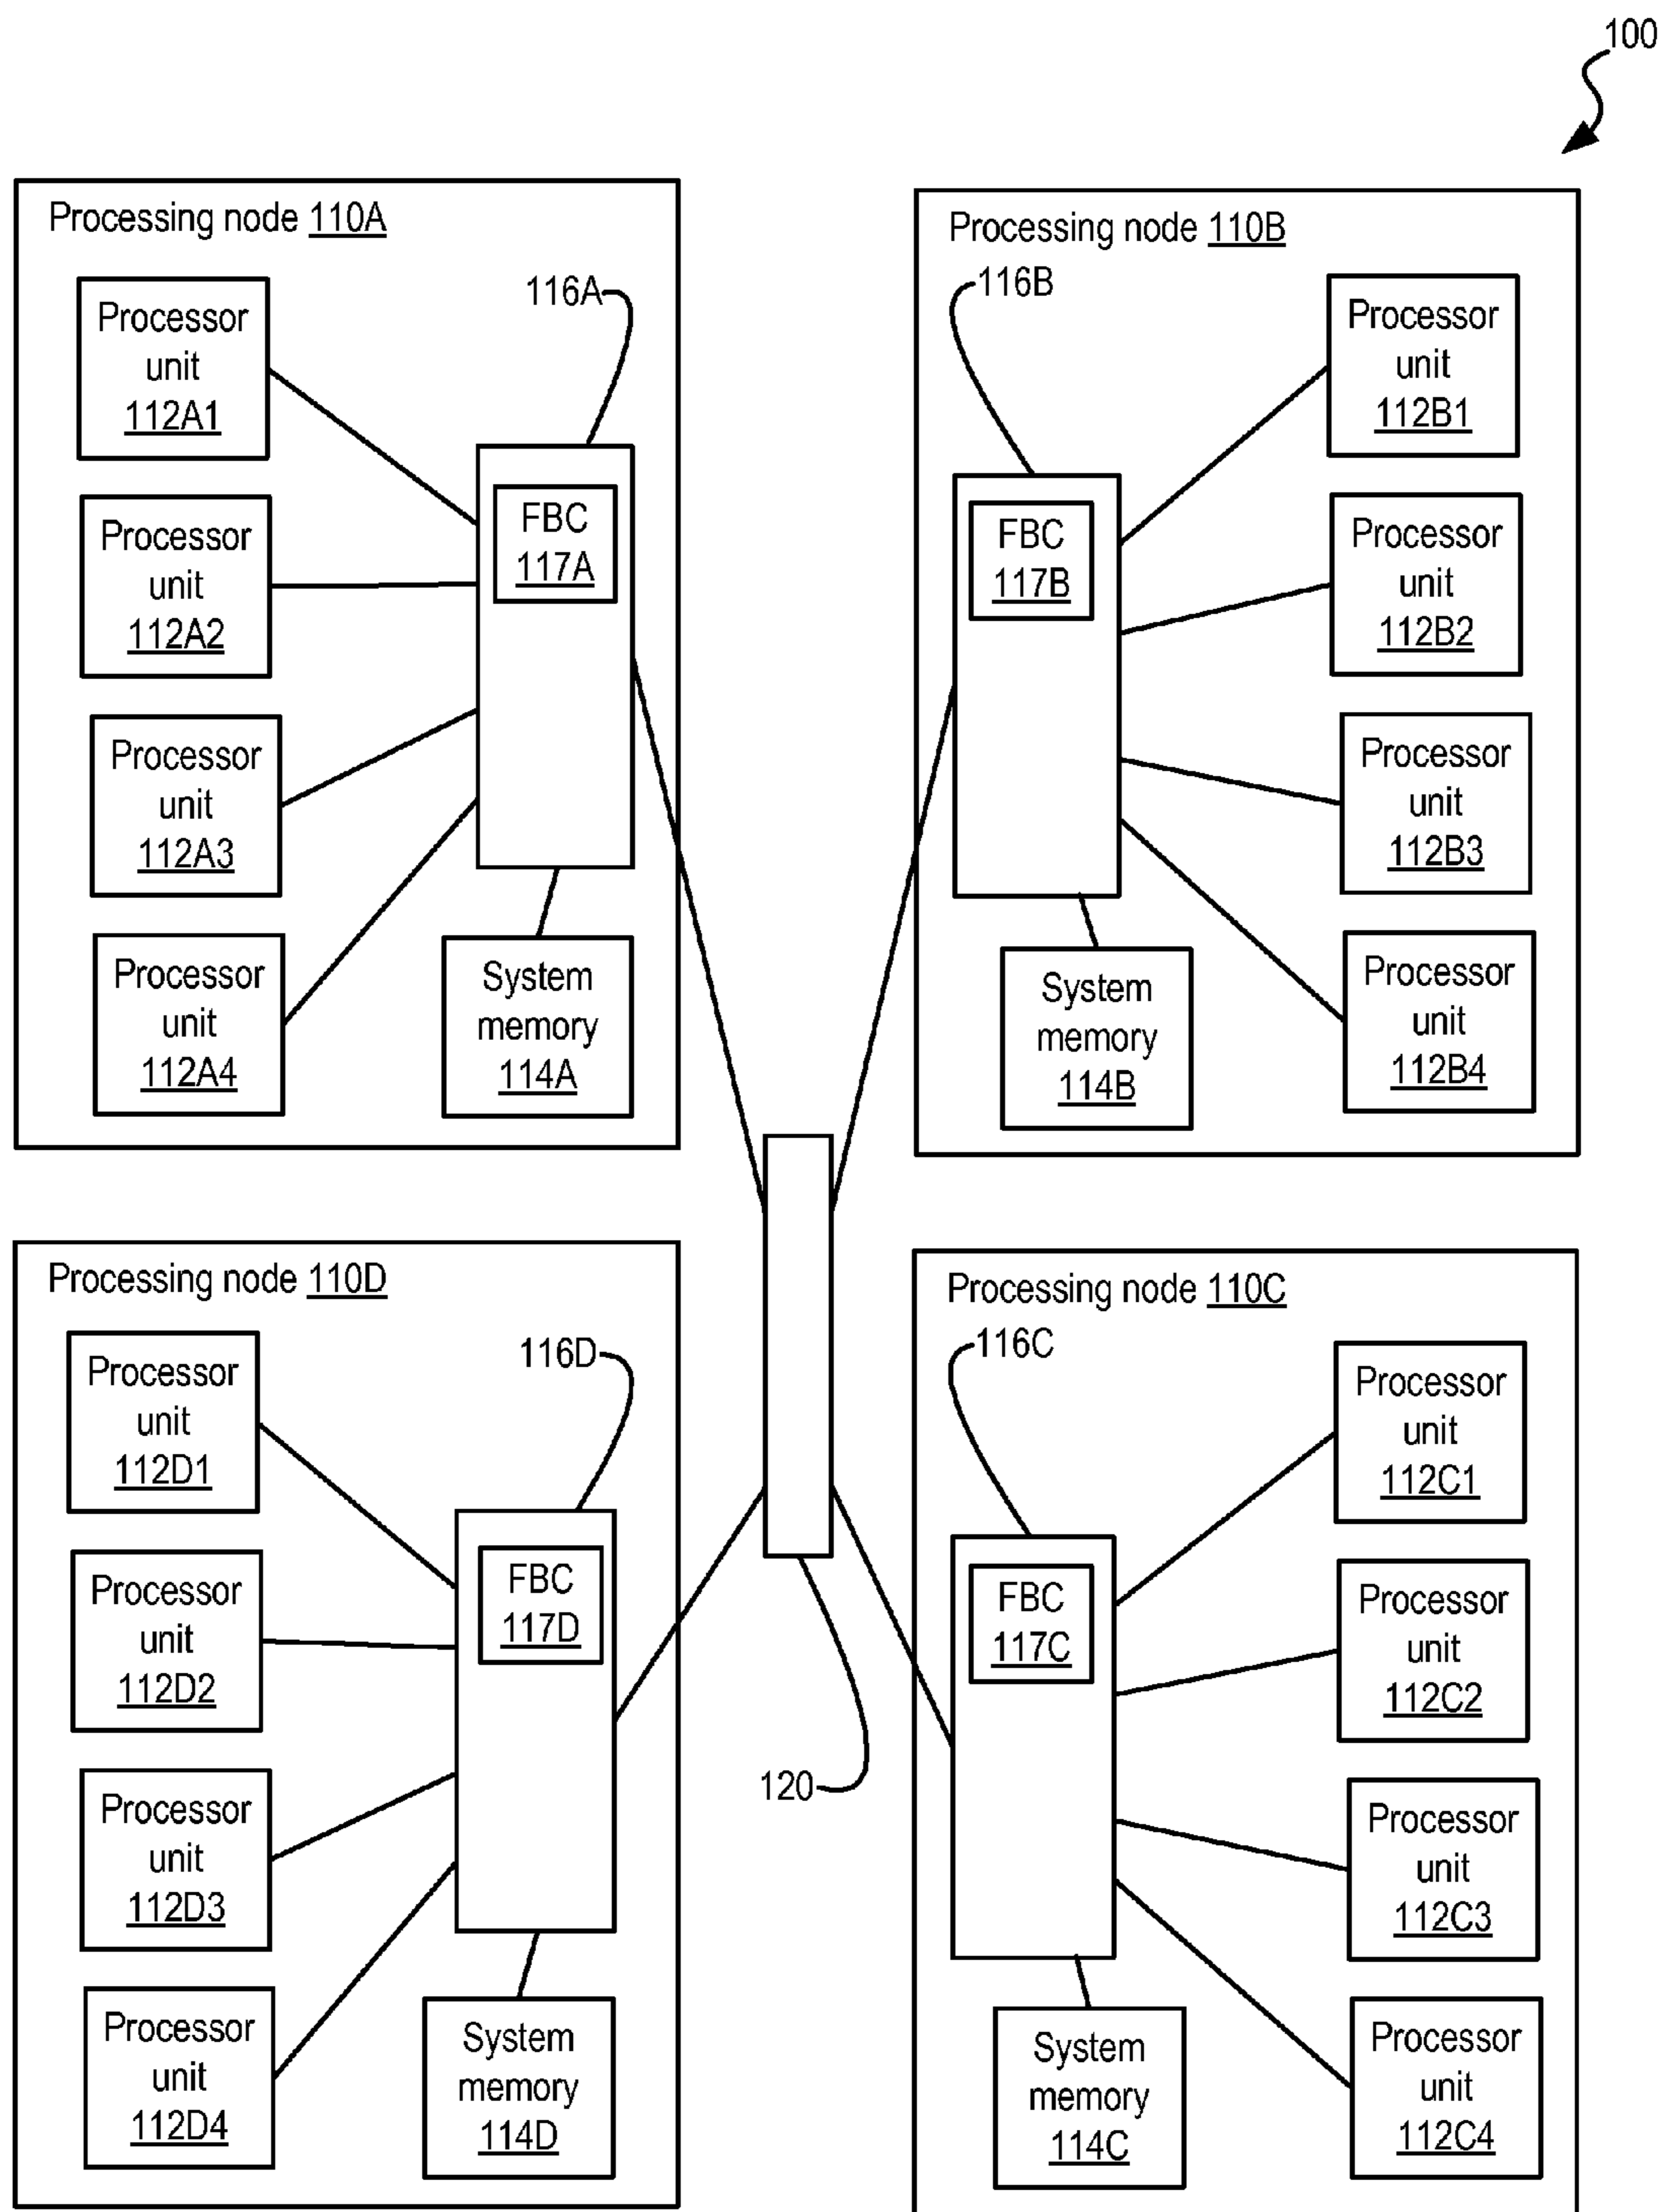 100
Processing node 110A
116A
Processor
unit
112A1
FBC
117A
Processor
unit
112A2
Processor
unit
112A3
Processor
unit
112A4
System
memory
114A
Processing node 110B
116B
Processor
unit
112B1
FBC
117B
Processor
unit
112B2
Processor
unit
112B3
Processor
unit
112B4
System
memory
114B
Processing node 110D
116D
Processor
unit
112D1
FBC
117D
Processor
unit
112D2
Processor
unit
112D3
Processor
unit
112D4
System
memory
114D
120
Processing node 110C
116C
Processor
unit
112C1
FBC
117C
Processor
unit
112C2
Processor
unit
112C3
Processor
unit
112C4
System
memory
114C